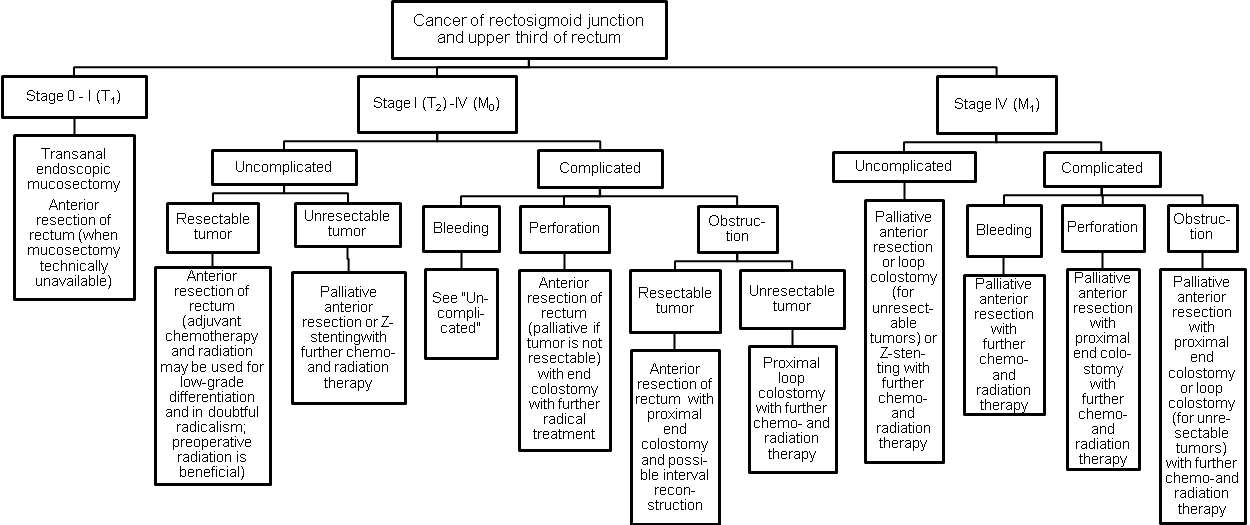 Cancer of rectosigmoid junction
and upper third of rectum
Stage 0 - I (T₁)
Stage I (T₂) -IV (M₀)
Stage IV (M₁)
Transanal
endoscopic
mucosectomy
Anterior
resection of
rectum (when
mucosectomy
technically
unavailable)
Uncomplicated
Complicated
Uncomplicated
Complicated
Resectable
tumor
Unresectable
tumor
Bleeding
Perforation
Obstruc-
tion
Bleeding
Perforation
Obstruc-
tion
Anterior
resection of
rectum
(adjuvant
chemotherapy
and radiation
may be used for
low-grade
differentiation
and in doubtful
radicalism;
preoperative
radiation is
beneficial)
Palliative
anterior
resection or Z-
stentingwith
further chemo-
and radiation
therapy
See "Un-
compli-
cated"
Anterior
resection of
rectum
(palliative if
tumor is not
resectable)
with end
colostomy
with further
radical
treatment
Resectable
tumor
Unresectable
tumor
Anterior
resection of
rectum with
proximal
end
colostomy
and possi-
ble interval
recon-
struction
Proximal
loop
colostomy
with further
chemo- and
radiation
therapy
Palliative
anterior
resection
or loop
colostomy
(for
unresect-
able
tumors) or
Z-sten-
ting with
further
chemo-
and
radiation
therapy
Palliative
anterior
resection
with
further
chemo-
and
radiation
therapy
Palliative
anterior
resection
with
proximal
end colo-
stomy
with
further
chemo-
and
radiation
therapy
Palliative
anterior
resection
with
proximal
end
colostomy
or loop
colostomy
(for unre-
sectable
tumors)
with further
chemo-and
radiation
therapy